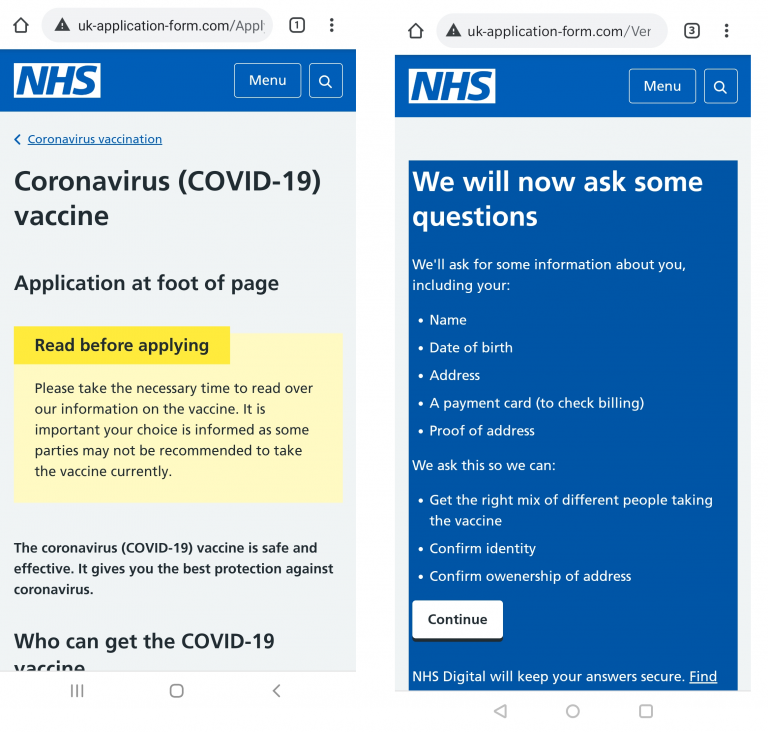 uk-application-form.com/Appl
1
NHS
Menu
Coronavirus vaccination
Coronavirus (COVID-19)
vaccine
Application at foot of page
Read before applying
Please take the necessary time to read over
our information on the vaccine. It is
important your choice is informed as some
parties may not be recommended to take
the vaccine currently.
The coronavirus (COVID-19) vaccine is safe and
effective. It gives you the best protection against
coronavirus.
Who can get the COVID-19
vaccine
uk-application-form.com/Ver
3
NHS
Menu
We will now ask some
questions
We'll ask for some information about you,
including your:
• Name
• Date of birth
• Address
• A payment card (to check billing)
• Proof of address
We ask this so we can:
• Get the right mix of different people taking
the vaccine
• Confirm identity
• Confirm owenership of address
Continue
NHS Digital will keep your answers secure. Find